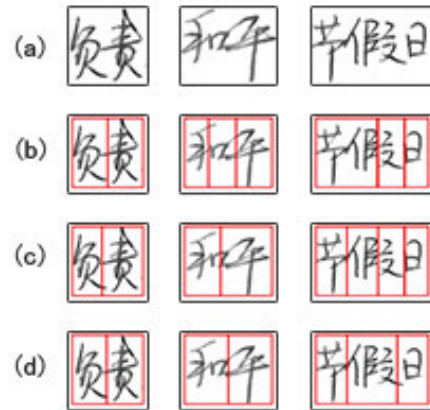 (a) 负责 和平 节假日
(b) 负责 和平 节假日
(c) 负责 和平 节假日
(d) 负责 和平 节假日